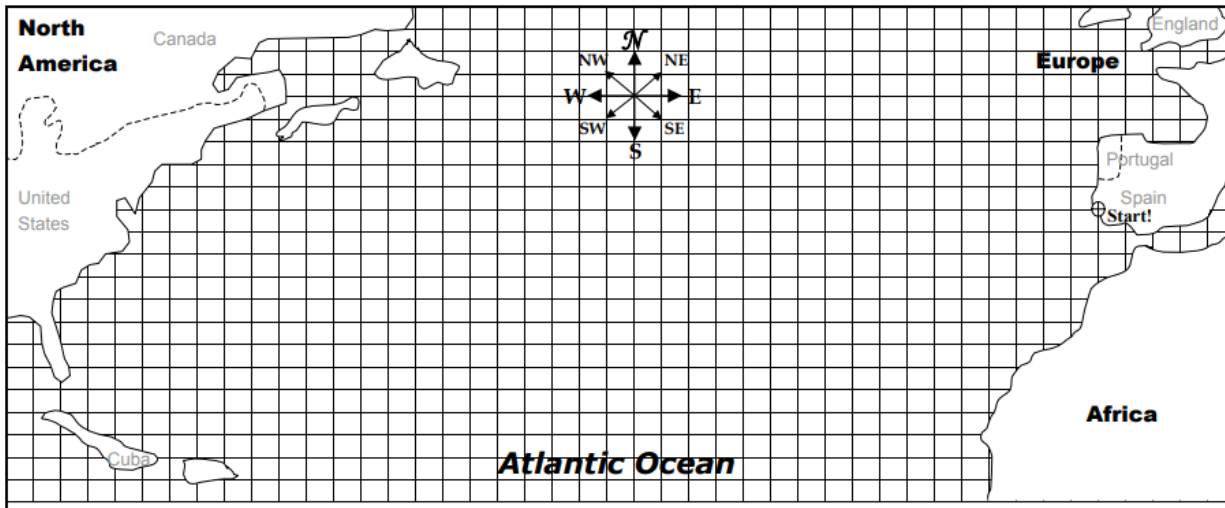 North
America
Canada
United
States
Cuba
N
NW
NE
W
E
SW
SE
S
Atlantic Ocean
England
Europe
Portugal
Spain
Start!
Africa